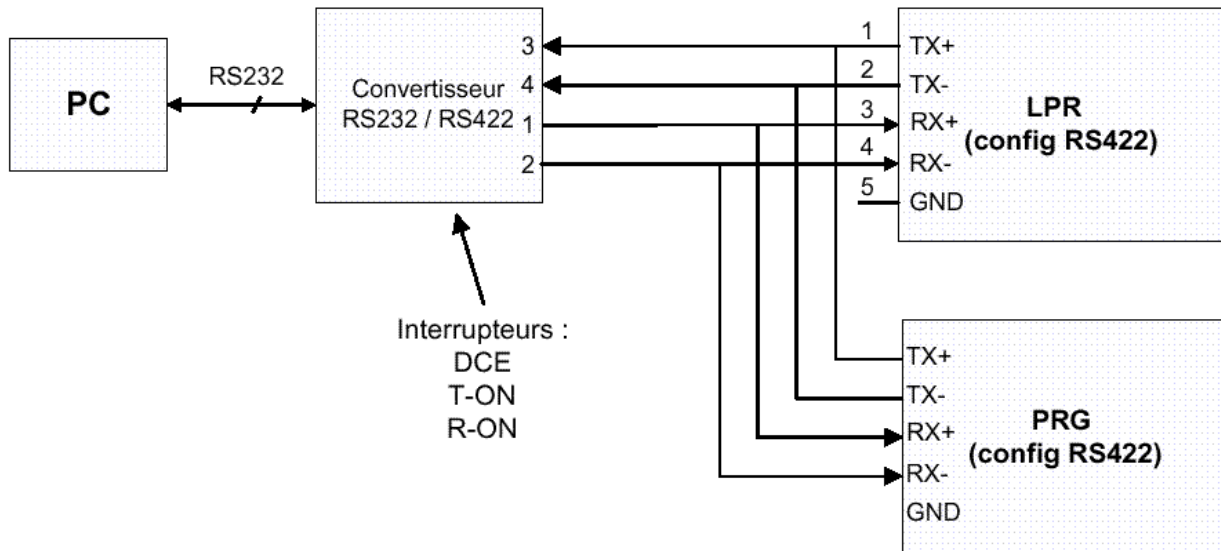 PC
RS232
Convertisseur
RS232 / RS422
3
4
1
2
Interrupteurs :
DCE
T-ON
R-ON
1
2
3
4
5
TX+
TX-
RX+
RX-
GND
LPR
(config RS422)
TX+
TX-
RX+
RX-
GND
PRG
(config RS422)